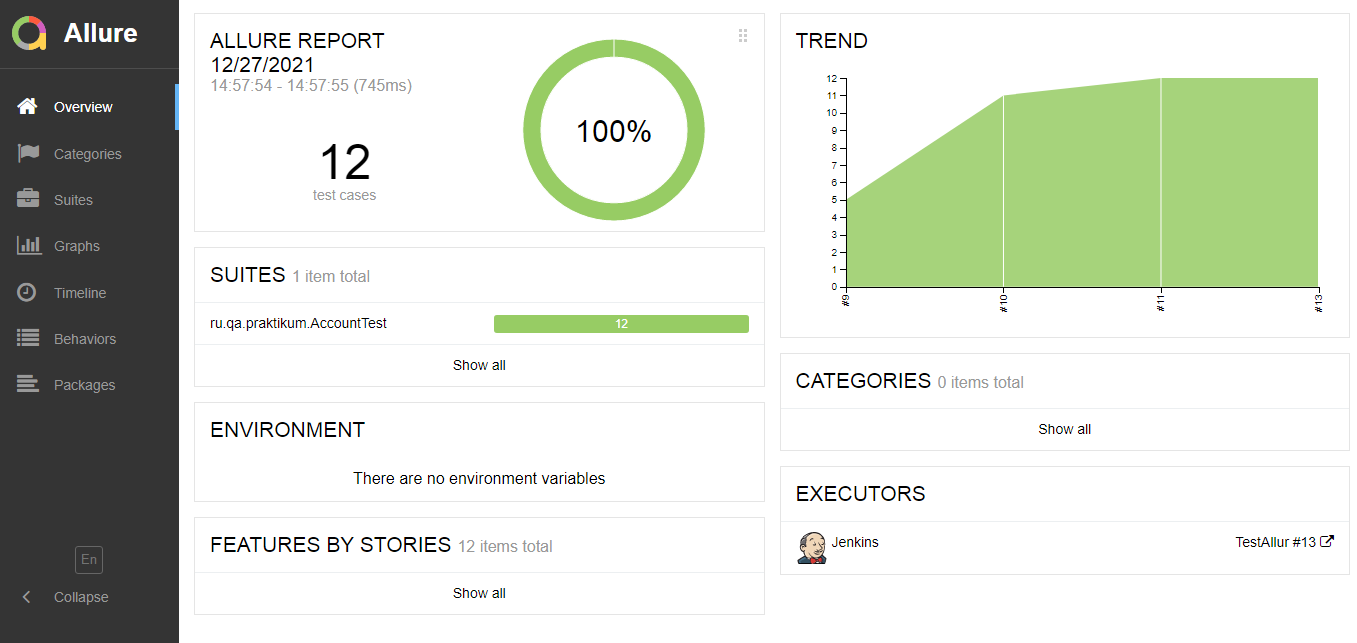 Allure
Overview
Categories
Suites
Graphs
Timeline
Behaviors
Packages
En
Collapse
ALLURE REPORT
12/27/2021
14:57:54 - 14:57:55 (745ms)
12
test cases
100%
SUITES 1 item total
ru.qa.praktikum.AccountTest 12
Show all
ENVIRONMENT
There are no environment variables
FEATURES BY STORIES 12 items total
Show all
TREND
12
11
10
9
8
7
6
5
4
3
2
1
0
#9 #10 #11 #13
CATEGORIES 0 items total
Show all
EXECUTORS
Jenkins TestAllur #13